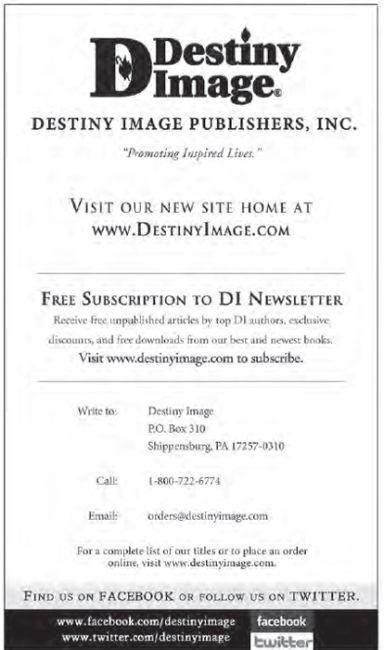 Destiny
Image®
DESTINY IMAGE PUBLISHERS, INC.
"Promoting Inspired Lives."
VISIT OUR NEW SITE HOME AT
WWW.DESTINYIMAGE.COM
FREE SUBSCRIPTION TO DI NEWSLETTER
Receive free unpublished articles by top DI authors, exclusive
discounts, and free downloads from our best and newest books.
Visit www.destinyimage.com to subscribe.
Write to: Destiny Image
P.O. Box 310
Shippensburg, PA 17257-0310
Call: 1-800-722-6774
Email: orders@destinyimage.com
For a complete list of our titles or to place an order
online, visit www.destinyimage.com.
FIND US ON FACEBOOK OR FOLLOW US ON TWITTER.
www.facebook.com/destinyimage facebook
www.twitter.com/destinyimage twitter